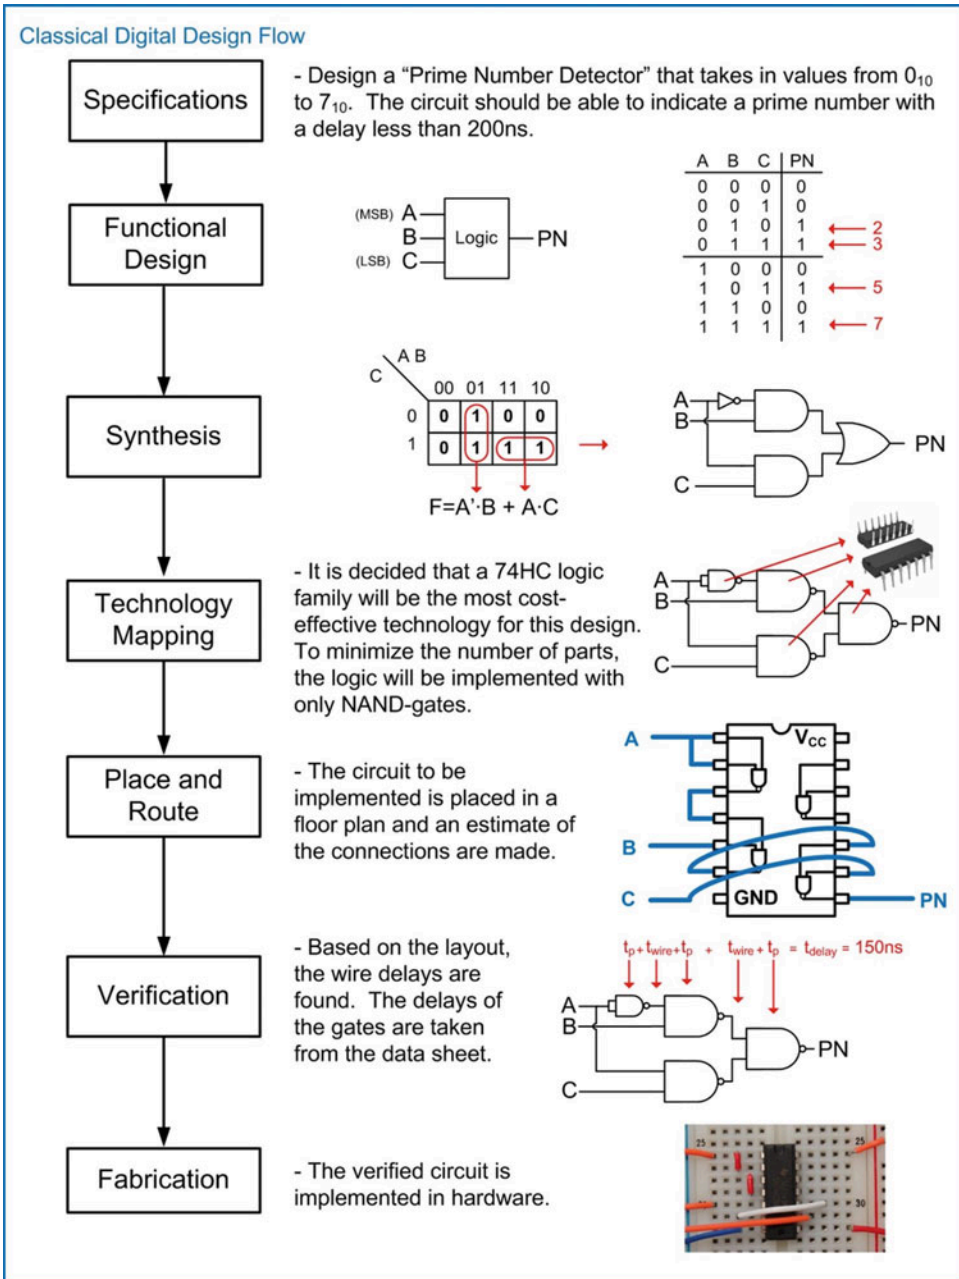 Classical Digital Design Flow
Specifications
- Design a “Prime Number Detector” that takes in values from 0₁₀
to 7₁₀.  The circuit should be able to indicate a prime number with
a delay less than 200ns.
Functional
Design
(MSB) A
B
(LSB) C
Logic
PN
A B C PN
0 0 0 0
0 0 1 0
0 1 0 1 2
0 1 1 1 3
1 0 0 0
1 0 1 1 5
1 1 0 0
1 1 1 1 7
Synthesis
A B
C
00 01 11 10
0 0 1 0 0
1 0 1 1 1
F=A'·B + A·C
A
B
C
PN
Technology
Mapping
- It is decided that a 74HC logic
family will be the most cost-
effective technology for this design.
To minimize the number of parts,
the logic will be implemented with
only NAND-gates.
A
B
C
PN
Place and
Route
- The circuit to be
implemented is placed in a
floor plan and an estimate of
the connections are made.
A
VCC
B
C
GND
PN
Verification
- Based on the layout,
the wire delays are
found.  The delays of
the gates are taken
from the data sheet.
tp+twire+tp + twire+tp = tdelay = 150ns
A
B
C
PN
Fabrication
- The verified circuit is
implemented in hardware.
25
25
30